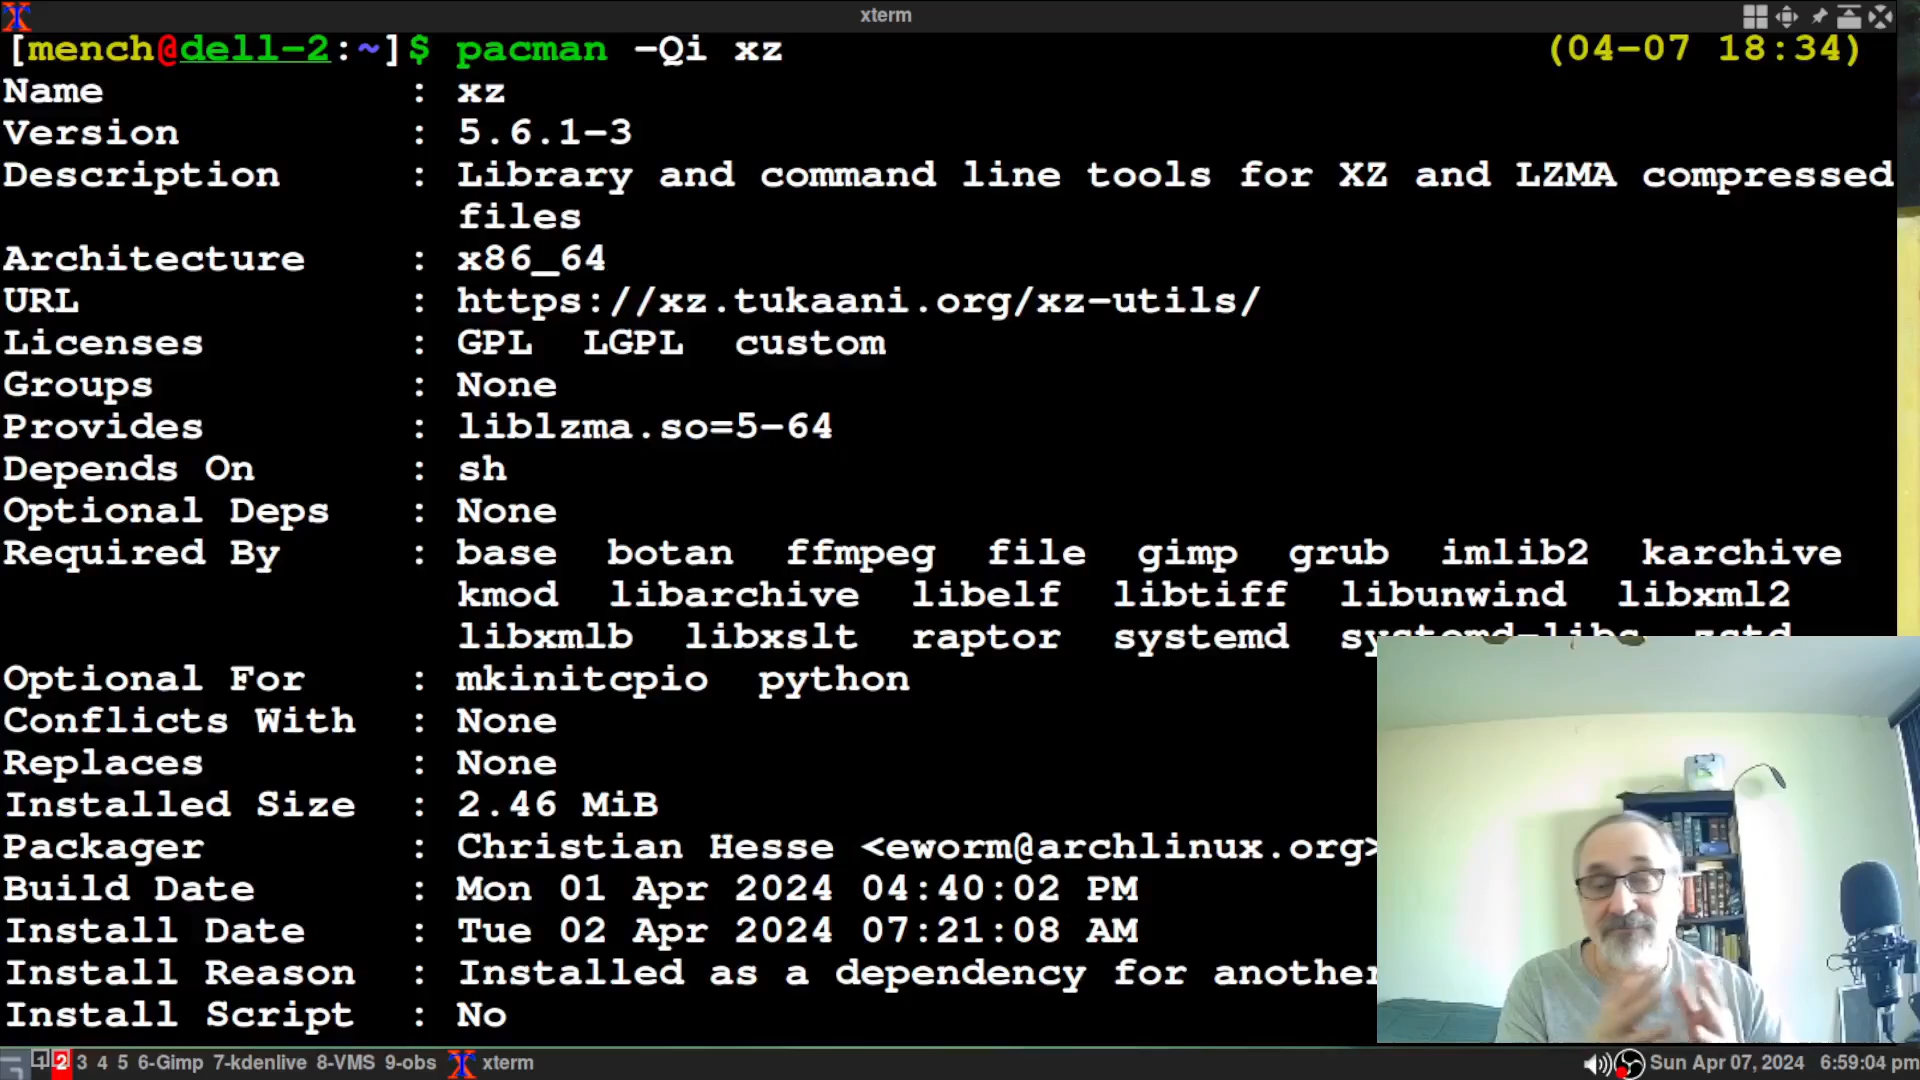 xterm
[mench@dell-2:~]$ pacman -Qi xz (04-07 18:34)
Name : xz
Version : 5.6.1-3
Description : Library and command line tools for XZ and LZMA compressed
files
Architecture : x86_64
URL : https://xz.tukaani.org/xz-utils/
Licenses : GPL LGPL custom
Groups : None
Provides : liblzma.so=5-64
Depends On : sh
Optional Deps : None
Required By : base botan ffmpeg file gimp grub imlib2 karchive
kmod libarchive libelf libtiff libunwind libxml2
libxmlb libxslt raptor systemd systemd-libs zstd
Optional For : mkinitcpio python
Conflicts With : None
Replaces : None
Installed Size : 2.46 MiB
Packager : Christian Hesse <eworm@archlinux.org>
Build Date : Mon 01 Apr 2024 04:40:02 PM
Install Date : Tue 02 Apr 2024 07:21:08 AM
Install Reason : Installed as a dependency for another
Install Script : No
1 2 3 4 5 6-Gimp 7-kdenlive 8-VMS 9-obs xterm Sun Apr 07, 2024 6:59:04 pm